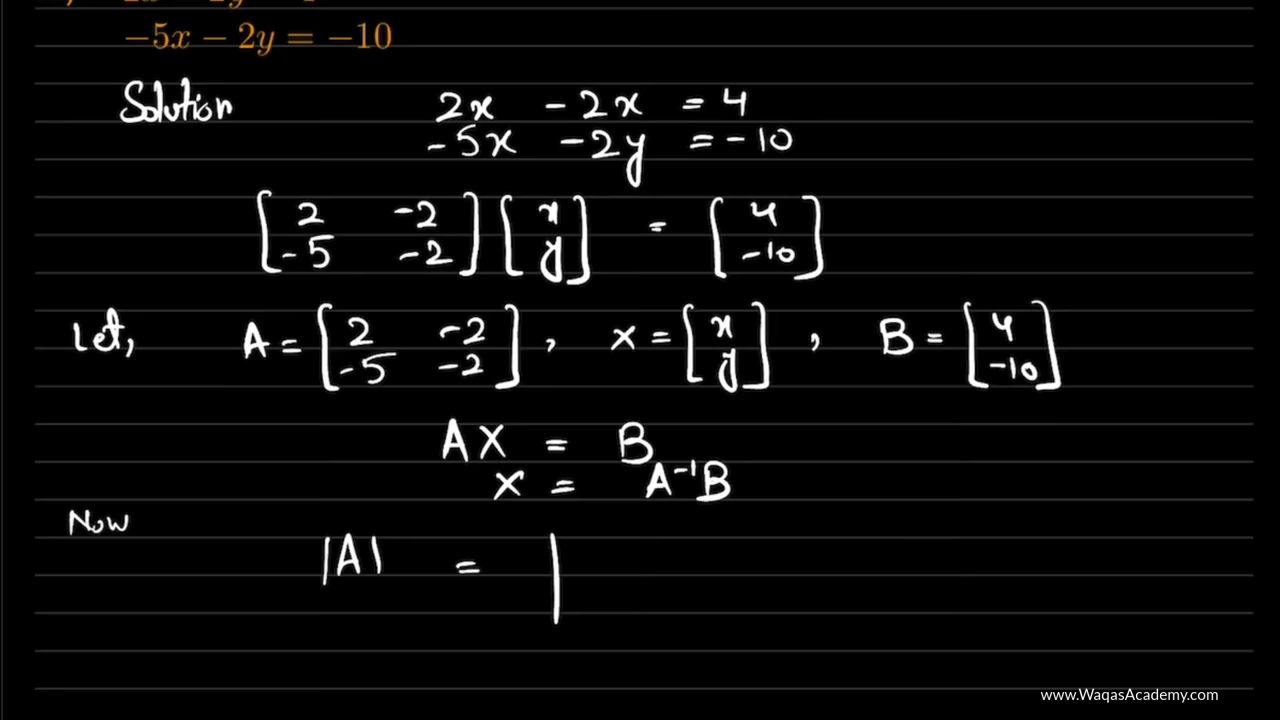 −5x − 2y = −10
Solution 2x - 2x = 4
-5x -2y = -10
[2 -2] [x] = [4]
[-5 -2] [y] [-10]
Let, A = [2 -2], x = [x], B = [4]
[-5 -2] [y] [-10]
AX = B
X = A⁻¹B
Now
|A| = |
www.WaqasAcademy.com